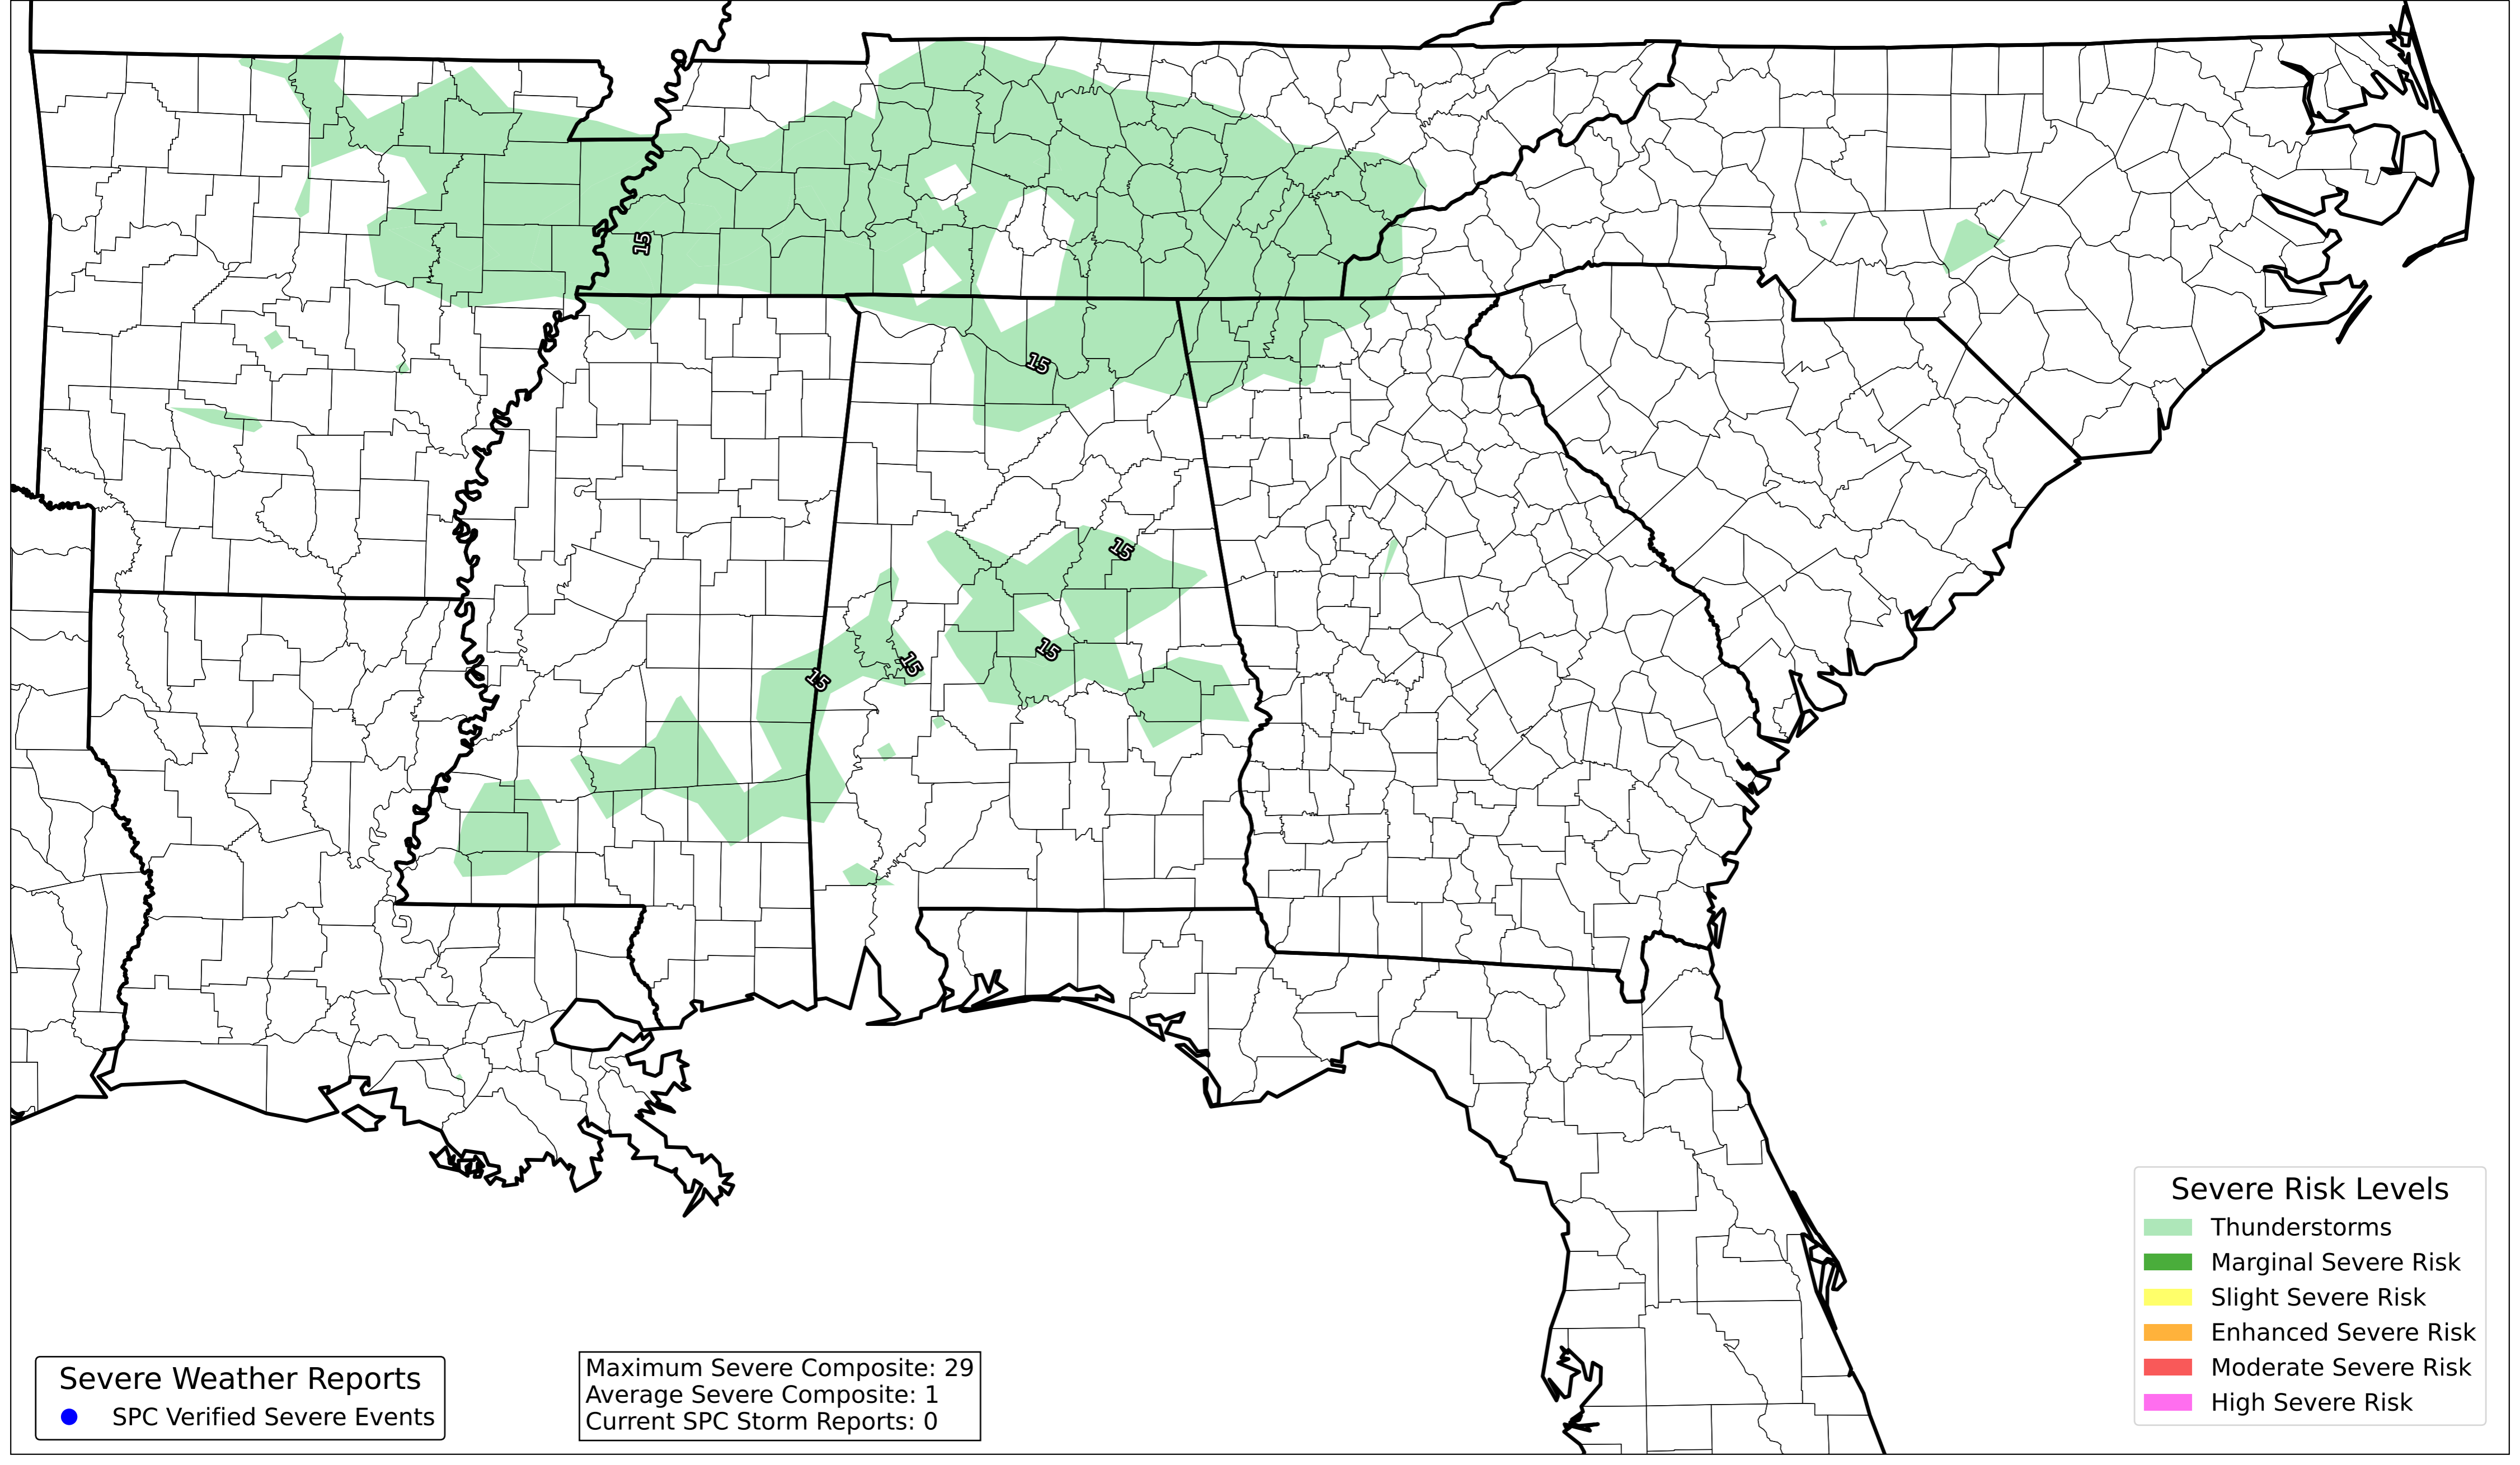 15
15
15
15
15
15
Severe Risk Levels
Thunderstorms
Marginal Severe Risk
Slight Severe Risk
Enhanced Severe Risk
Moderate Severe Risk
High Severe Risk
Severe Weather Reports
SPC Verified Severe Events
Maximum Severe Composite: 29
Average Severe Composite: 1
Current SPC Storm Reports: 0